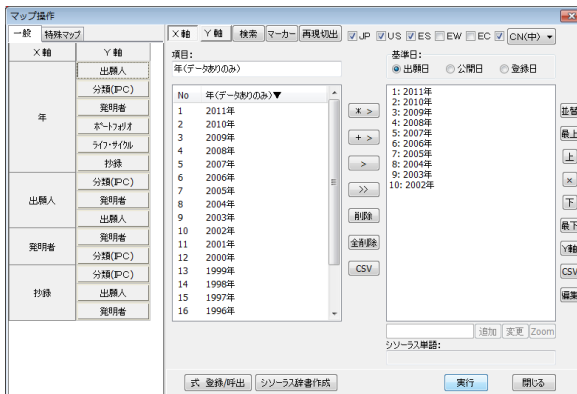 マップ操作
一般 特殊マップ
X軸 Y軸
年
出願人
分類(IPC)
発明者
ポートフォリオ
ライフ・サイクル
抄録
出願人
分類(IPC)
発明者
出願人
発明者
発明者
分類(IPC)
抄録
分類(IPC)
出願人
発明者
X軸 Y軸 検索 マーカー 再現切出 JP US ES EW EC CN(中)
項目:
年(データありのみ)
No 年(データありのみ)▼
1 2011年
2 2010年
3 2009年
4 2008年
5 2007年
6 2006年
7 2005年
8 2004年
9 2003年
10 2002年
11 2001年
12 2000年
13 1999年
14 1998年
15 1997年
16 1996年
* >
+ >
>
>>
削除
全削除
CSV
基準日:
出願日 公開日 登録日
1: 2011年
2: 2010年
3: 2009年
4: 2008年
5: 2007年
6: 2006年
7: 2005年
8: 2004年
9: 2003年
10: 2002年
並替
最上
上
×
下
最下
Y軸
CSV
編集
追加 変更 Zoom
シソーラス単語:
式 登録/呼出 シソーラス辞書作成 実行 閉じる